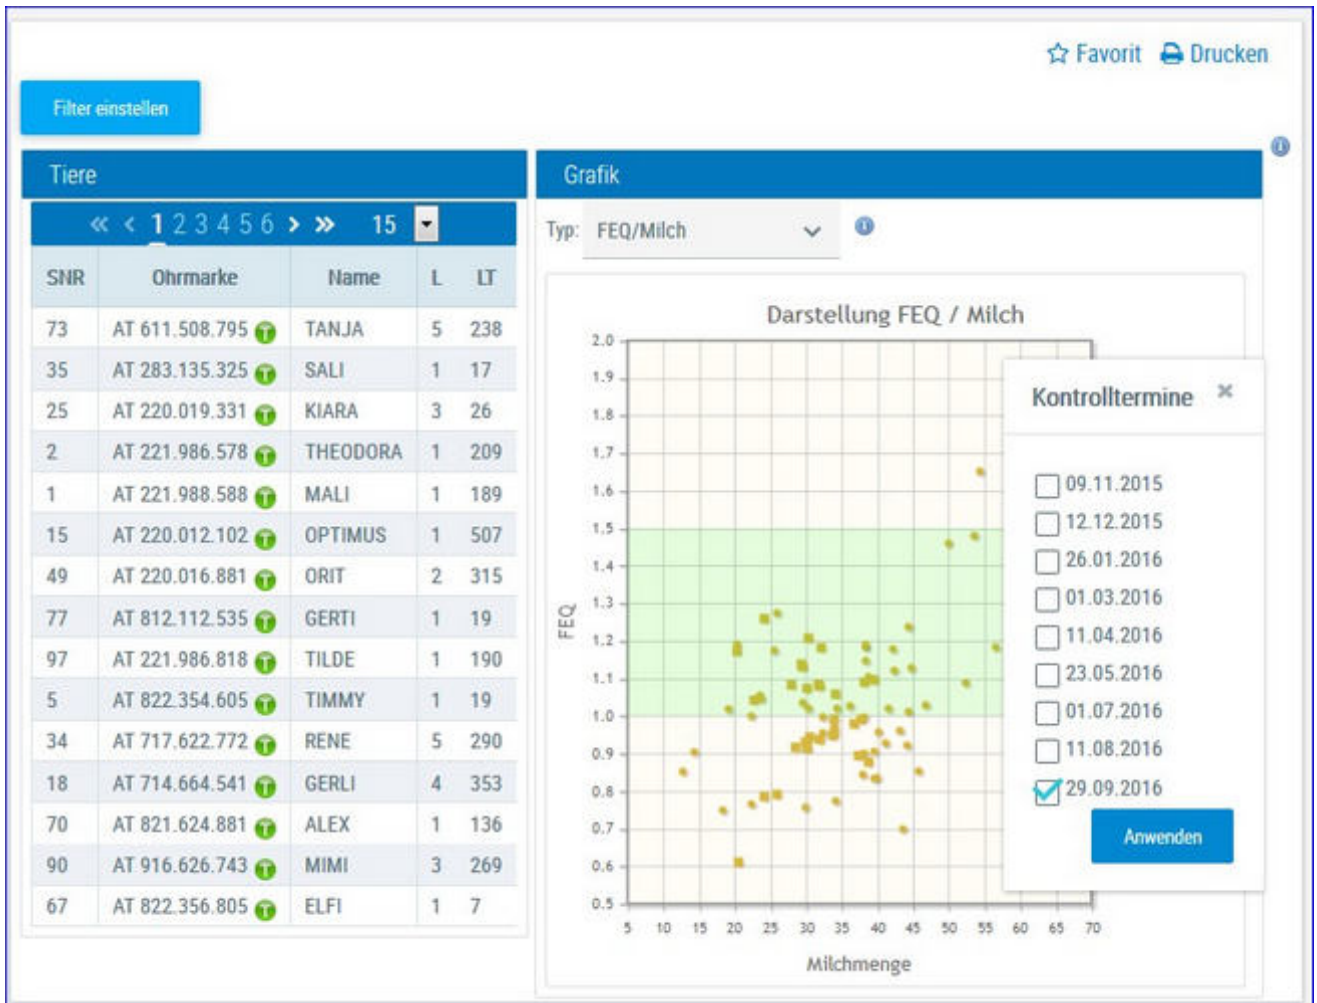 Favorit Drucken
Filter einstellen
Tiere
« < 1 2 3 4 5 6 > » 15
SNR Ohrmarke Name L LT
73 AT 611.508.795 TANJA 5 238
35 AT 283.135.325 SALI 1 17
25 AT 220.019.331 KIARA 3 26
2 AT 221.986.578 THEODORA 1 209
1 AT 221.988.588 MALI 1 189
15 AT 220.012.102 OPTIMUS 1 507
49 AT 220.016.881 ORIT 2 315
77 AT 812.112.535 GERTI 1 19
97 AT 221.986.818 TILDE 1 190
5 AT 822.354.605 TIMMY 1 19
34 AT 717.622.772 RENE 5 290
18 AT 714.664.541 GERLI 4 353
70 AT 821.624.881 ALEX 1 136
90 AT 916.626.743 MIMI 3 269
67 AT 822.356.805 ELFI 1 7
Grafik
Typ: FEQ/Milch
Darstellung FEQ / Milch
2.0
1.9
1.8
1.7
1.6
1.5
1.4
1.3
1.2
1.1
1.0
0.9
0.8
0.7
0.6
0.5
FEQ
5 10 15 20 25 30 35 40 45 50 55 60 65 70
Milchmenge
Kontrolltermine
09.11.2015
12.12.2015
26.01.2016
01.03.2016
11.04.2016
23.05.2016
01.07.2016
11.08.2016
29.09.2016
Anwenden